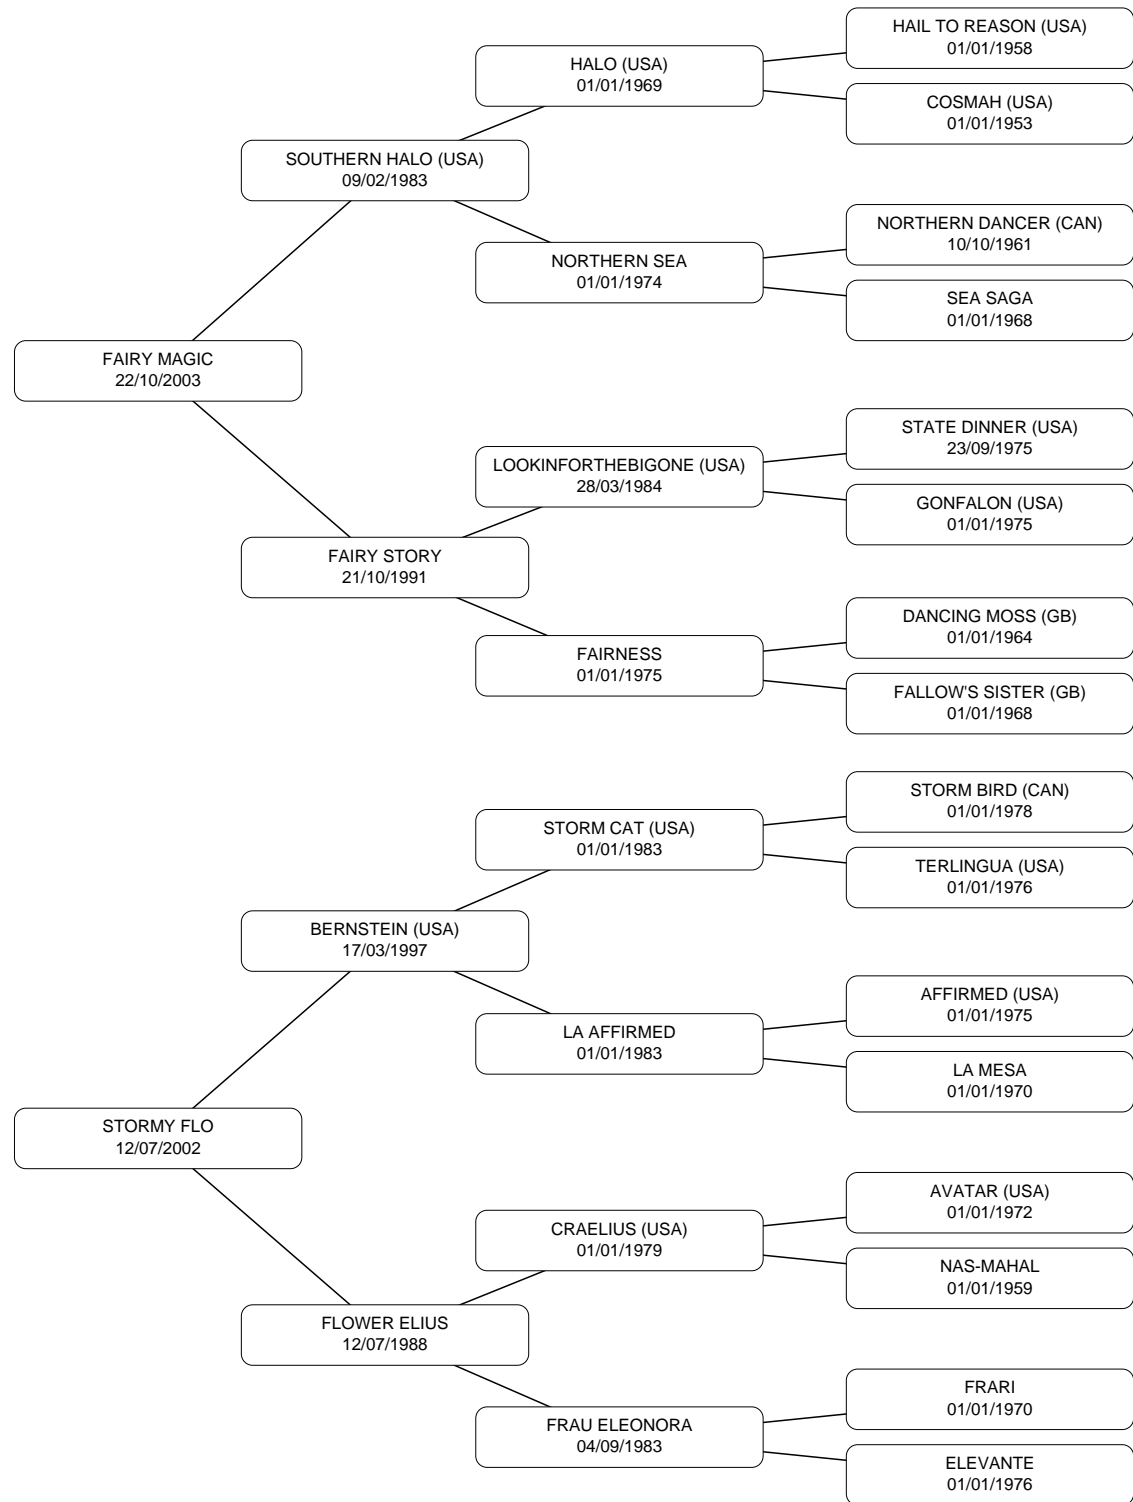 HAIL TO REASON (USA)
01/01/1958
HALO (USA)
01/01/1969
COSMAH (USA)
01/01/1953
SOUTHERN HALO (USA)
09/02/1983
NORTHERN DANCER (CAN)
10/10/1961
NORTHERN SEA
01/01/1974
SEA SAGA
01/01/1968
FAIRY MAGIC
22/10/2003
STATE DINNER (USA)
23/09/1975
LOOKINFORTHEBIGONE (USA)
28/03/1984
GONFALON (USA)
01/01/1975
FAIRY STORY
21/10/1991
DANCING MOSS (GB)
01/01/1964
FAIRNESS
01/01/1975
FALLOW'S SISTER (GB)
01/01/1968
STORM BIRD (CAN)
01/01/1978
STORM CAT (USA)
01/01/1983
TERLINGUA (USA)
01/01/1976
BERNSTEIN (USA)
17/03/1997
AFFIRMED (USA)
01/01/1975
LA AFFIRMED
01/01/1983
LA MESA
01/01/1970
STORMY FLO
12/07/2002
AVATAR (USA)
01/01/1972
CRAELIUS (USA)
01/01/1979
NAS-MAHAL
01/01/1959
FLOWER ELIUS
12/07/1988
FRARI
01/01/1970
FRAU ELEONORA
04/09/1983
ELEVANTE
01/01/1976